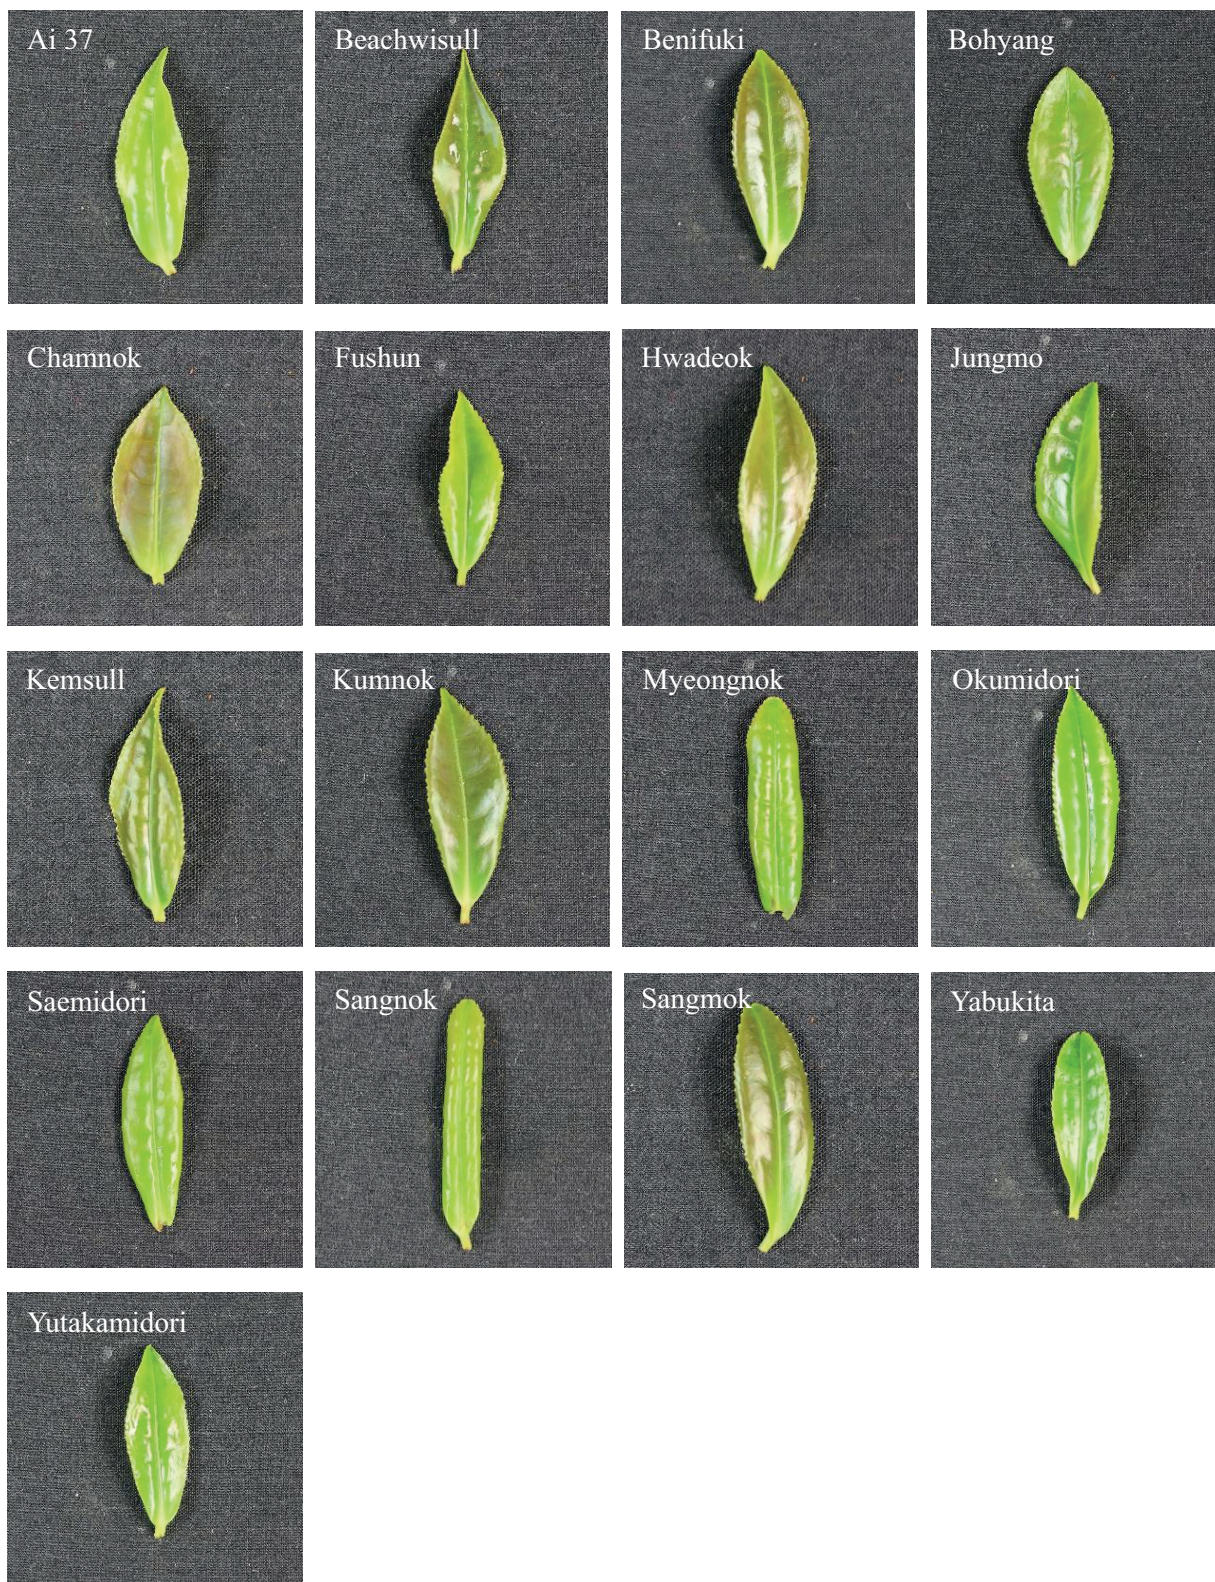 Ai 37
Beachwisull
Benifuki
Bohyang
Chamnok
Fushun
Hwadeok
Jungmo
Kemsull
Kumnok
Myeongnok
Okumidori
Saemidori
Sangnok
Sangmok
Yabukita
Yutakamidori